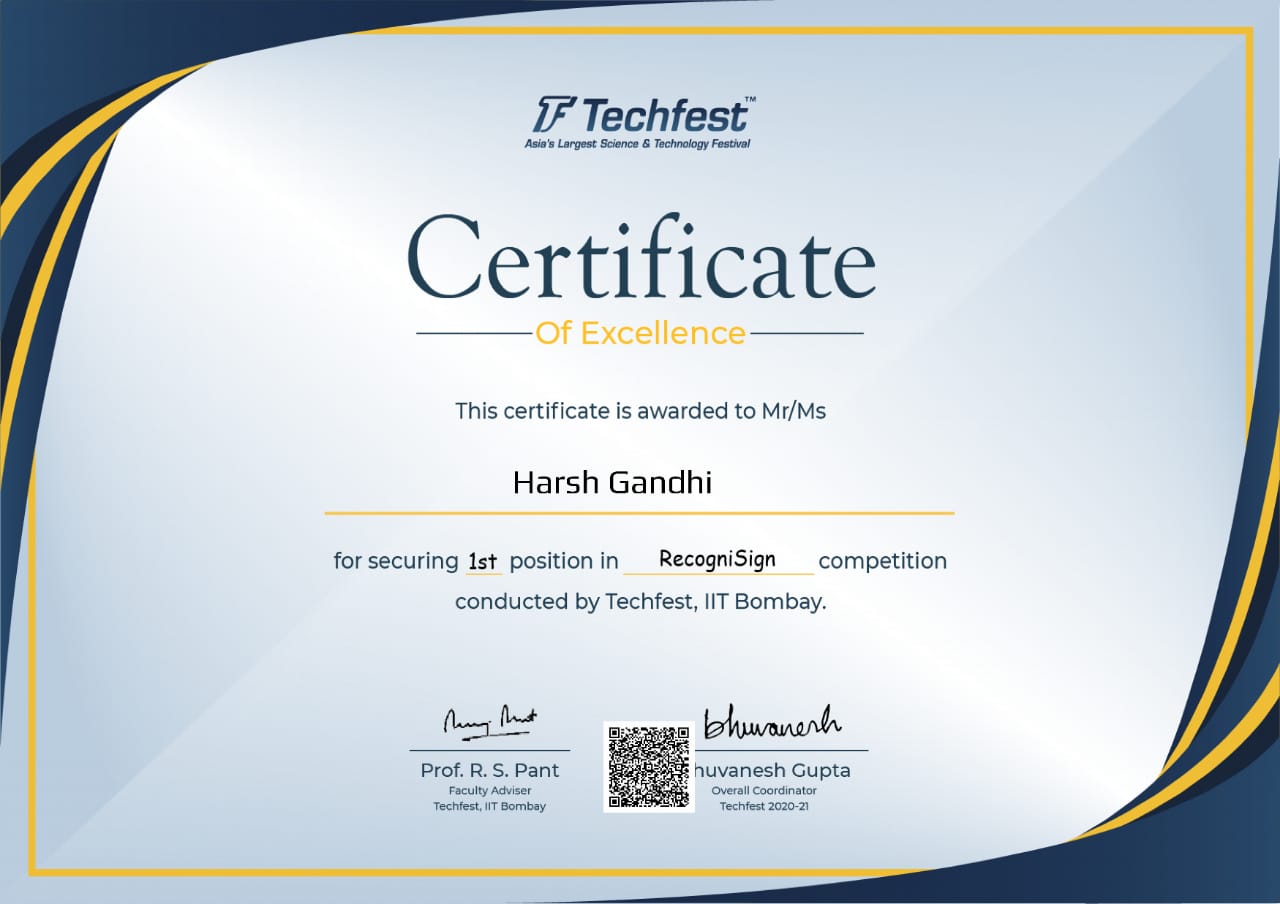 TF Techfest™
Asia's Largest Science & Technology Festival
Certificate
Of Excellence
This certificate is awarded to Mr/Ms
Harsh Gandhi
for securing 1st position in RecogniSign competition
conducted by Techfest, IIT Bombay.
bhuvanesh
Prof. R. S. Pant
huvanesh Gupta
Faculty Adviser
Overall Coordinator
Techfest, IIT Bombay
Techfest 2020-21